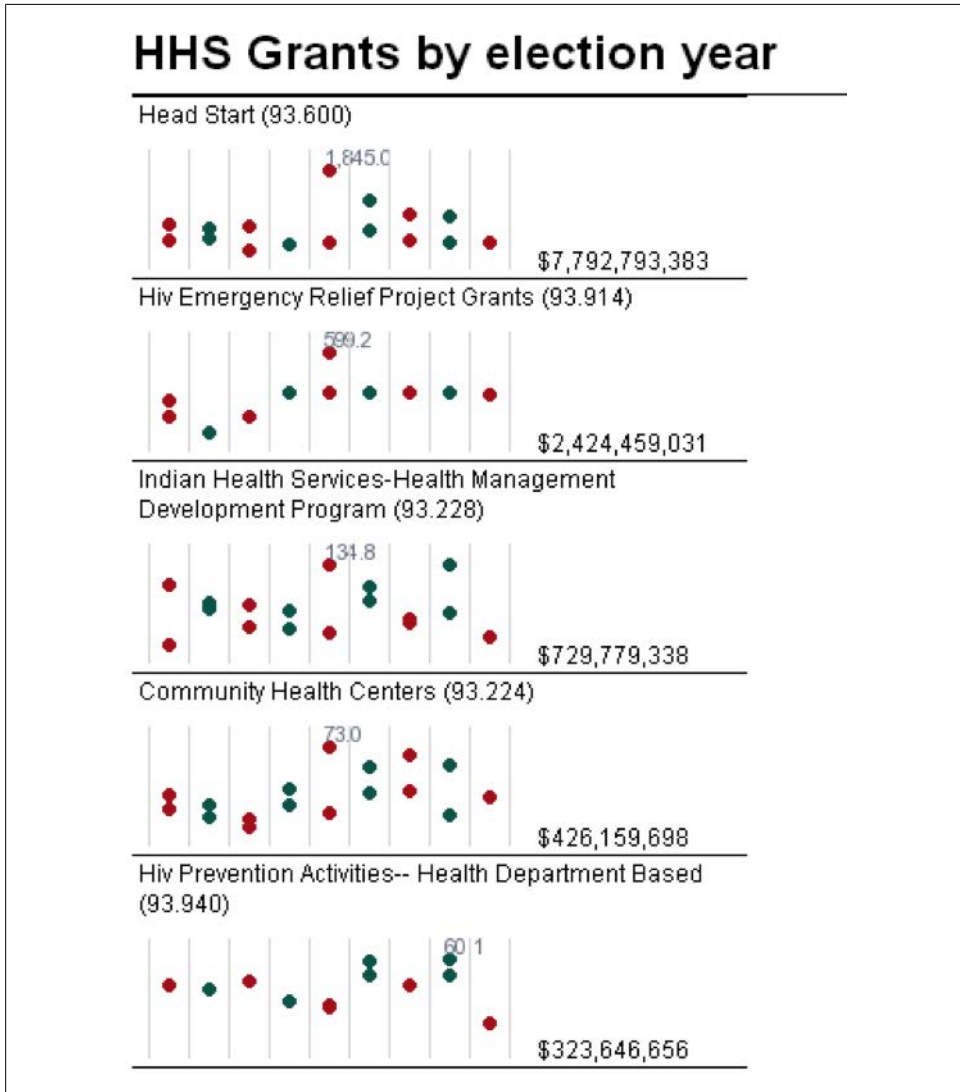 HHS Grants by election year
Head Start (93.600)
1,845.0
$7,792,793,383
Hiv Emergency Relief Project Grants (93.914)
599.2
$2,424,459,031
Indian Health Services-Health Management
Development Program (93.228)
134.8
$729,779,338
Community Health Centers (93.224)
73.0
$426,159,698
Hiv Prevention Activities-- Health Department Based
(93.940)
60.1
$323,646,656